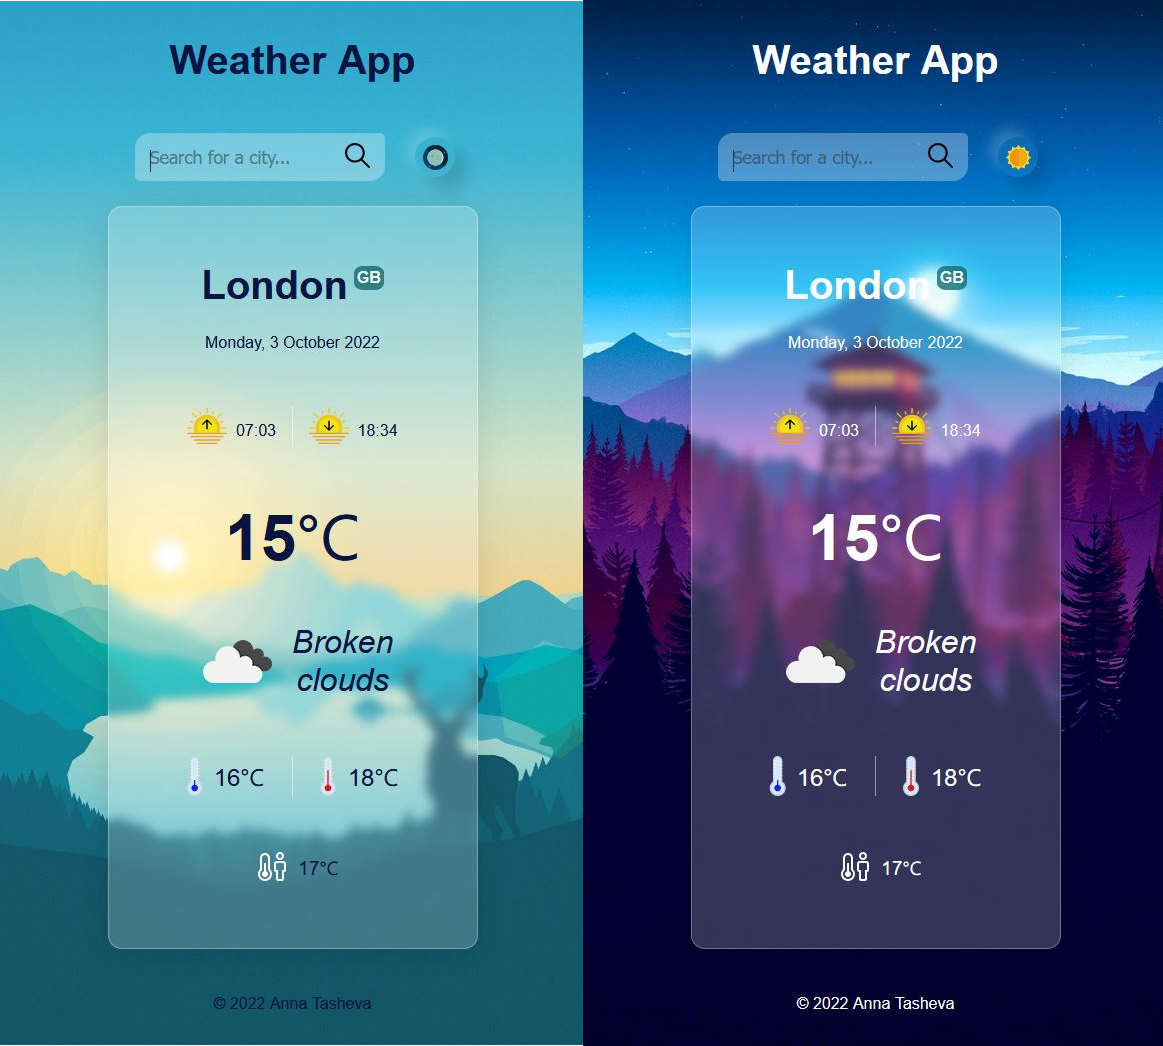 Weather App
Search for a city...
London GB
Monday, 3 October 2022
07:03 18:34
15°C
Broken
clouds
16°C 18°C
17°C
© 2022 Anna Tasheva
Weather App
Search for a city...
London GB
Monday, 3 October 2022
07:03 18:34
15°C
Broken
clouds
16°C 18°C
17°C
© 2022 Anna Tasheva